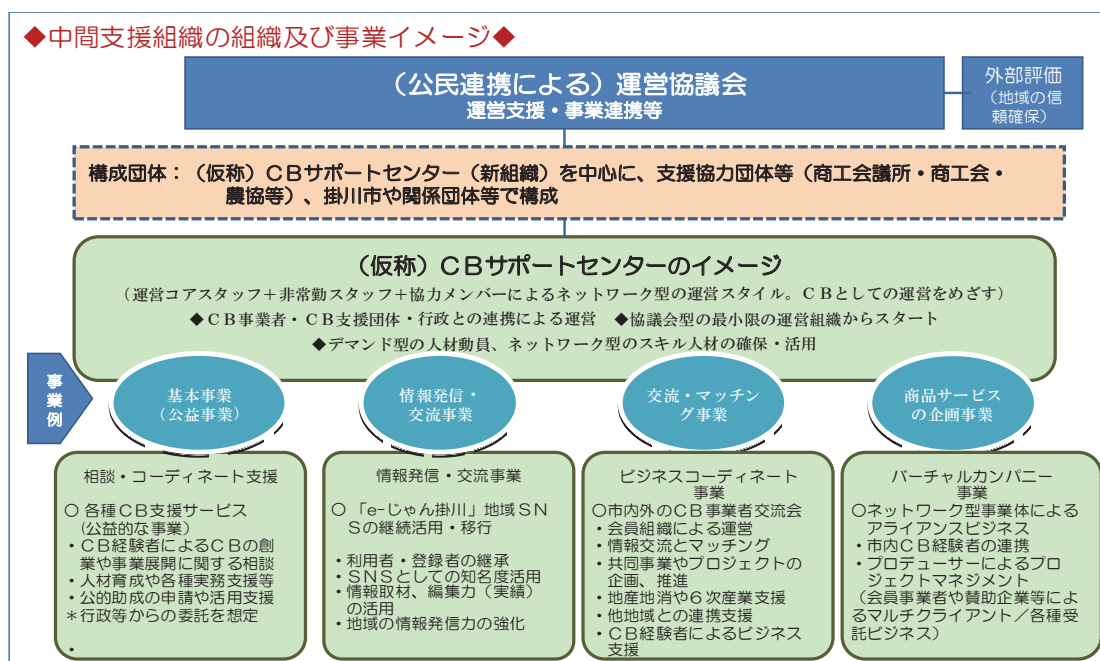 ◆中間支援組織の組織及び事業イメージ◆
（公民連携による）運営協議会
運営支援・事業連携等
外部評価
（地域の信
頼確保）
構成団体：（仮称）ＣＢサポートセンター（新組織）を中心に、支援協力団体等（商工会議所・商工会・
農協等）、掛川市や関係団体等で構成
（仮称）ＣＢサポートセンターのイメージ
（運営コアスタッフ＋非常勤スタッフ＋協力メンバーによるネットワーク型の運営スタイル。ＣＢとしての運営をめざす）
◆ＣＢ事業者・ＣＢ支援団体・行政との連携による運営　◆協議会型の最小限の運営組織からスタート
◆デマンド型の人材動員、ネットワーク型のスキル人材の確保・活用
事業例
基本事業
（公益事業）
情報発信・
交流事業
交流・マッチン
グ事業
商品サービス
の企画事業
相談・コーディネート支援
○ 各種ＣＢ支援サービス
（公益的な事業）
・ＣＢ経験者によるＣＢの創
業や事業展開に関する相談
・人材育成や各種実務支援等
・公的助成の申請や活用支援
＊行政等からの委託を想定
・
情報発信・交流事業
○ 「e-じゃん掛川」地域ＳＮ
Ｓの継続活用・移行
・利用者・登録者の継承
・ＳＮＳとしての知名度活用
・情報取材、編集力（実績）
の活用
・地域の情報発信力の強化
ビジネスコーディネート
事業
○市内外のＣＢ事業者交流会
・会員組織による運営
・情報交流とマッチング
・共同事業やプロジェクトの
企画、推進
・地産地消や６次産業支援
・他地域との連携支援
・ＣＢ経験者によるビジネス
支援
バーチャルカンパニー
事業
○ネットワーク型事業体による
アライアンスビジネス
・市内ＣＢ経験者の連携
・プロデューサーによるプロ
ジェクトマネジメント
（会員事業者や賛助企業等に
よるマルチクライアント／各種受
託ビジネス）